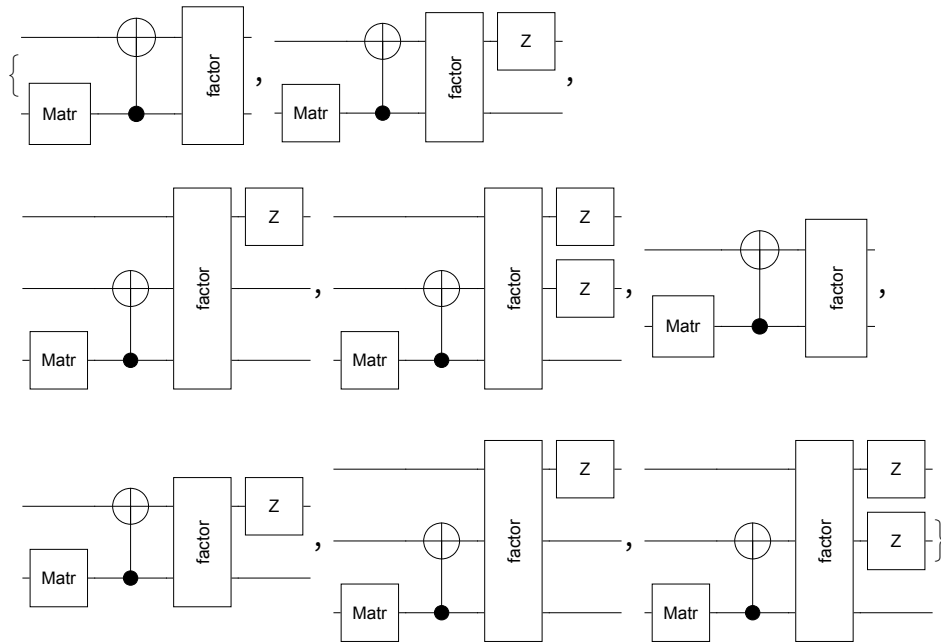 { Matr factor , Matr factor Z ,
Matr factor Z , Matr factor Z Z , Matr factor ,
Matr factor Z , Matr factor Z , Matr factor Z Z }